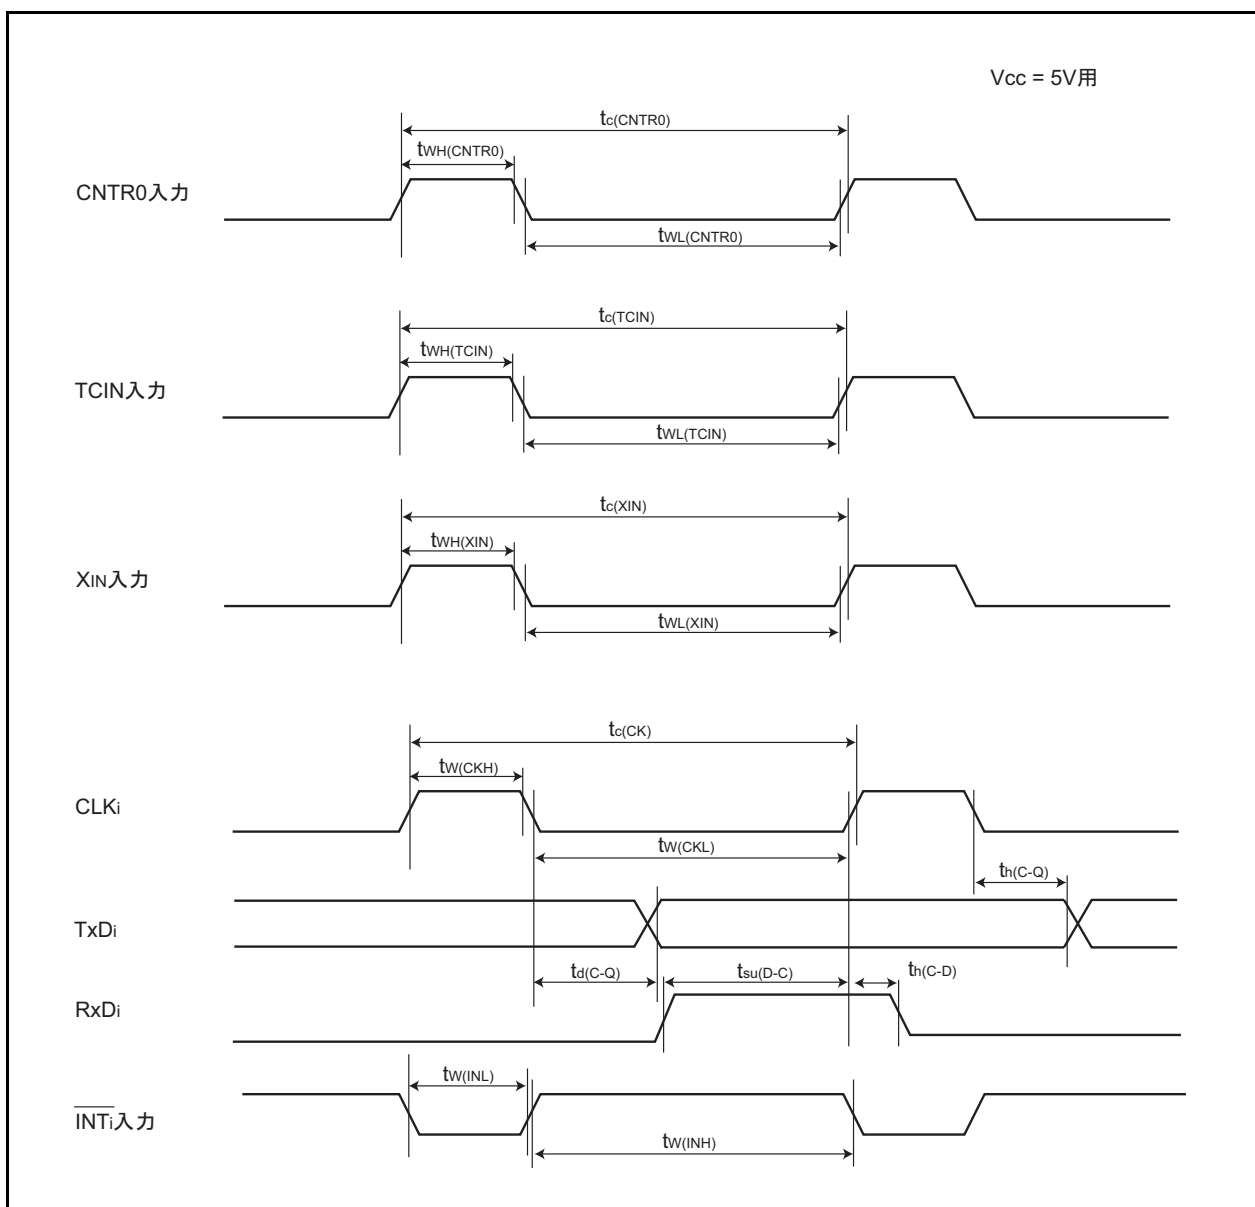 Vcc = 5V用
tc(CNTR0)
tWH(CNTR0)
CNTR0入力
tWL(CNTR0)
tc(TCIN)
tWH(TCIN)
TCIN入力
tWL(TCIN)
tc(XIN)
tWH(XIN)
XIN入力
tWL(XIN)
tc(CK)
tW(CKH)
CLKi
tW(CKL)
th(C-Q)
TxDi
td(C-Q)
tsu(D-C)
th(C-D)
RxDi
tW(INL)
INTi入力
tW(INH)